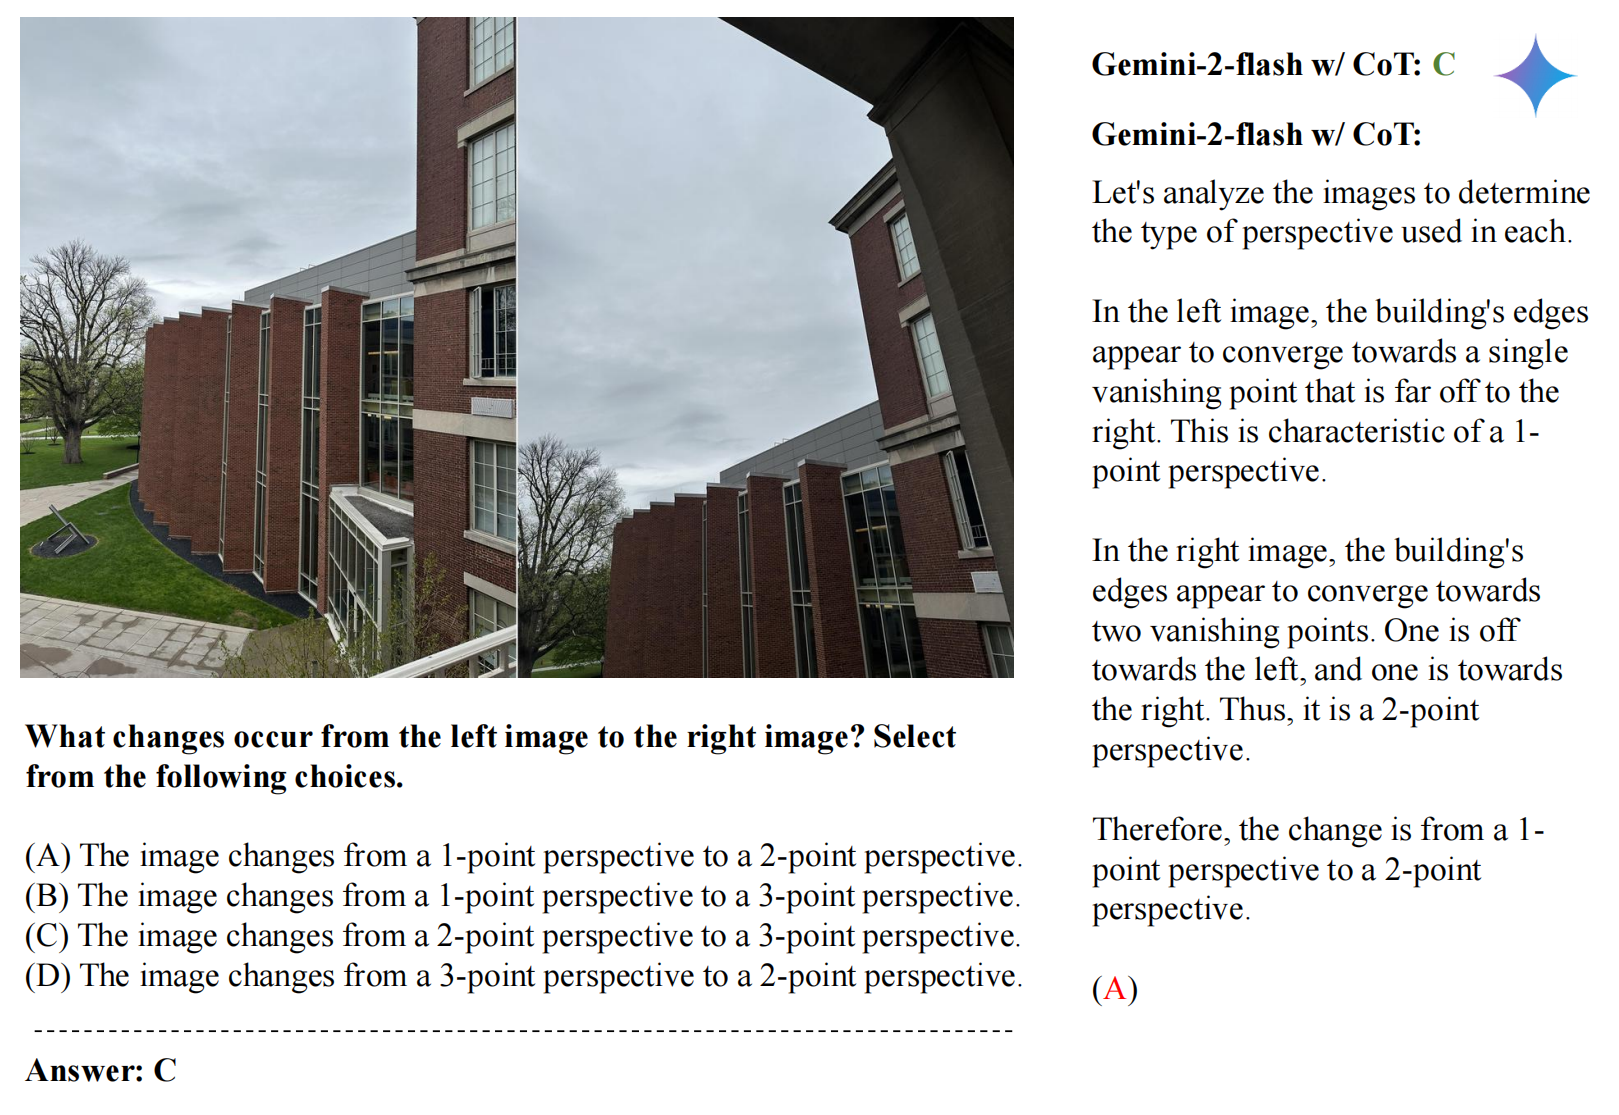 What changes occur from the left image to the right image? Select
from the following choices.
(A) The image changes from a 1-point perspective to a 2-point perspective.
(B) The image changes from a 1-point perspective to a 3-point perspective.
(C) The image changes from a 2-point perspective to a 3-point perspective.
(D) The image changes from a 3-point perspective to a 2-point perspective.
Answer: C
Gemini-2-flash w/ CoT: C
Gemini-2-flash w/ CoT:
Let's analyze the images to determine
the type of perspective used in each.
In the left image, the building's edges
appear to converge towards a single
vanishing point that is far off to the
right. This is characteristic of a 1-
point perspective.
In the right image, the building's
edges appear to converge towards
two vanishing points. One is off
towards the left, and one is towards
the right. Thus, it is a 2-point
perspective.
Therefore, the change is from a 1-
point perspective to a 2-point
perspective.
(A)